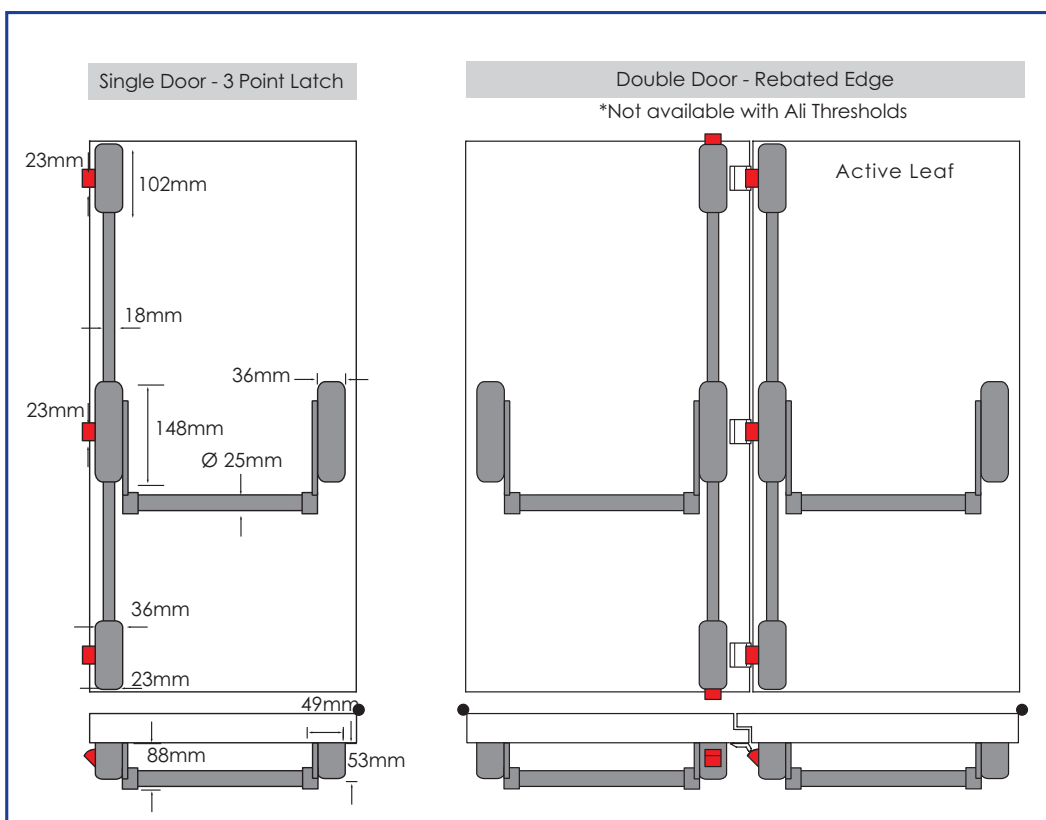 Single Door - 3 Point Latch
Double Door - Rebated Edge
*Not available with Ali Thresholds
23mm
102mm
Active Leaf
18mm
36mm
23mm
148mm
Ø 25mm
36mm
23mm
49mm
88mm
53mm